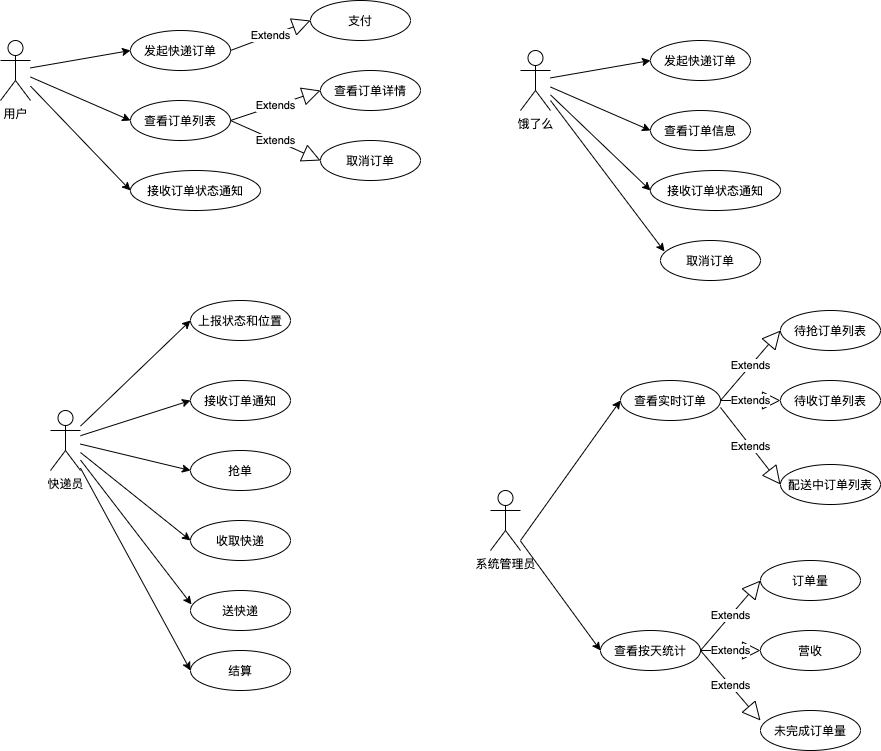 支付
Extends
发起快递订单
用户
查看订单详情
Extends
查看订单列表
Extends
取消订单
接收订单状态通知
发起快递订单
饿了么
查看订单信息
接收订单状态通知
取消订单
上报状态和位置
接收订单通知
快递员
抢单
收取快递
送快递
结算
待抢订单列表
Extends
查看实时订单
Extends
待收订单列表
Extends
配送中订单列表
系统管理员
订单量
Extends
查看按天统计
Extends
营收
Extends
未完成订单量